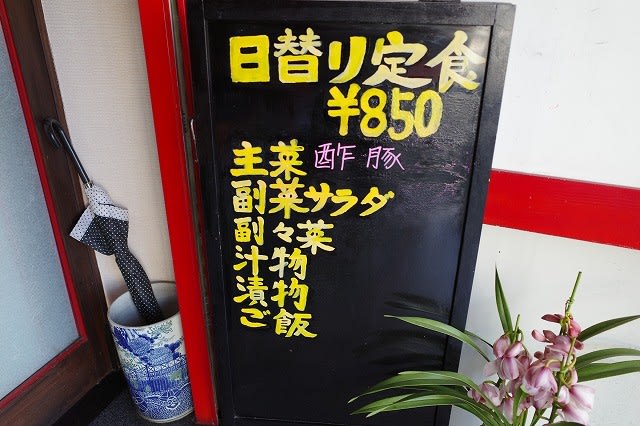 日替り定食
¥850
主菜 酢豚
副菜サラダ
副々菜
汁物
漬物
ご飯